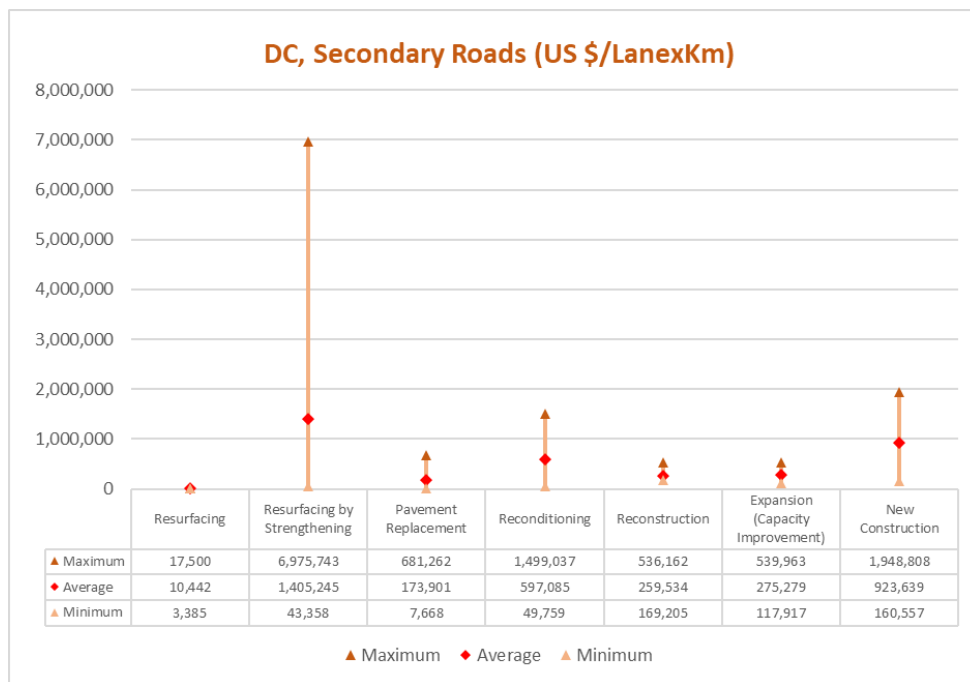 DC, Secondary Roads (US $/LanexKm)
8,000,000
7,000,000
6,000,000
5,000,000
4,000,000
3,000,000
2,000,000
1,000,000
0
Resurfacing
Resurfacing by
Strengthening
Pavement
Replacement
Reconditioning
Reconstruction
Expansion
(Capacity
Improvement)
New
Construction
Maximum 17,500 6,975,743 681,262 1,499,037 536,162 539,963 1,948,808
Average 10,442 1,405,245 173,901 597,085 259,534 275,279 923,639
Minimum 3,385 43,358 7,668 49,759 169,205 117,917 160,557
Maximum Average Minimum